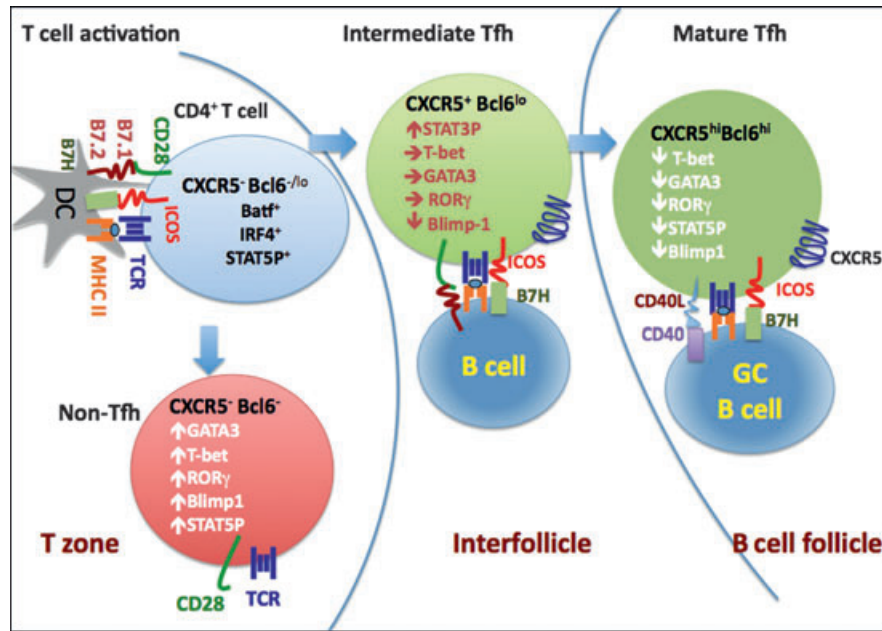 T cell activation
Intermediate Tfh
Mature Tfh
CD4⁺ T cell
B7H
B7.2
B7.1
CD28
DC
ICOS
MHC II
TCR
CXCR5⁻ Bcl6⁻/ˡᵒ
Batf⁺
IRF4⁺
STAT5P⁺
CXCR5⁺ Bcl6ˡᵒ
↑STAT3P
→T-bet
→GATA3
→ RORγ
↓ Blimp-1
ICOS
B7H
B cell
CXCR5ʰⁱBcl6ʰⁱ
↓ T-bet
↓GATA3
↓RORγ
↓STAT5P
↓Blimp1
CXCR5
CD40L
ICOS
CD40
B7H
GC
B cell
Non-Tfh
CXCR5⁻ Bcl6⁻
↑GATA3
↑T-bet
↑RORγ
↑Blimp1
↑STAT5P
CD28
TCR
T zone
Interfollicle
B cell follicle